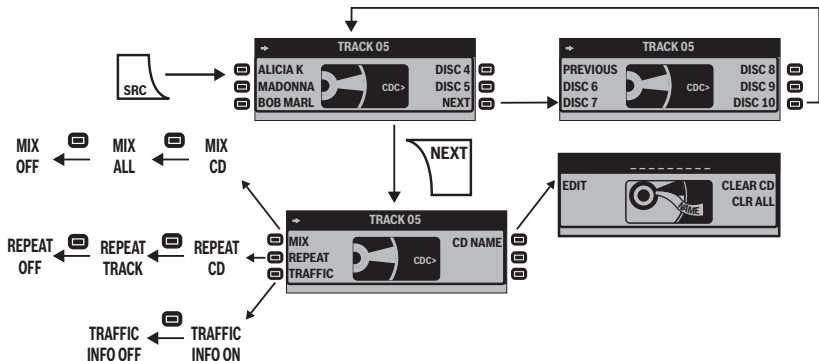 TRACK 05
ALICIA K
MADONNA
BOB MARL
CDC>
DISC 4
DISC 5
NEXT
TRACK 05
PREVIOUS
DISC 6
DISC 7
CDC>
DISC 8
DISC 9
DISC 10
SRC
NEXT
MIX
OFF
MIX
ALL
MIX
CD
EDIT
NAME
CLEAR CD
CLR ALL
TRACK 05
MIX
REPEAT
TRAFFIC
CDC>
CD NAME
REPEAT
OFF
REPEAT
TRACK
REPEAT
CD
TRAFFIC
INFO OFF
TRAFFIC
INFO ON